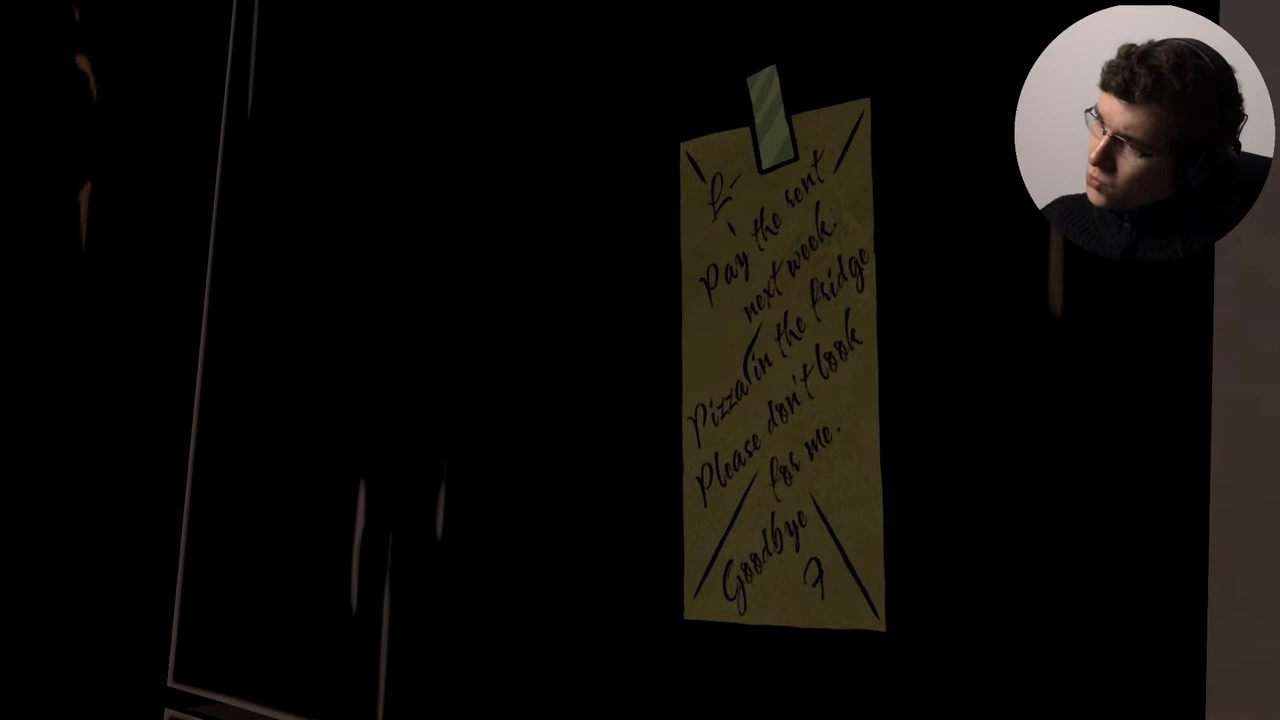 R-
Pay the rent
next week.
Pizza in the fridge
Please don't look
for me.
Goodbye
F